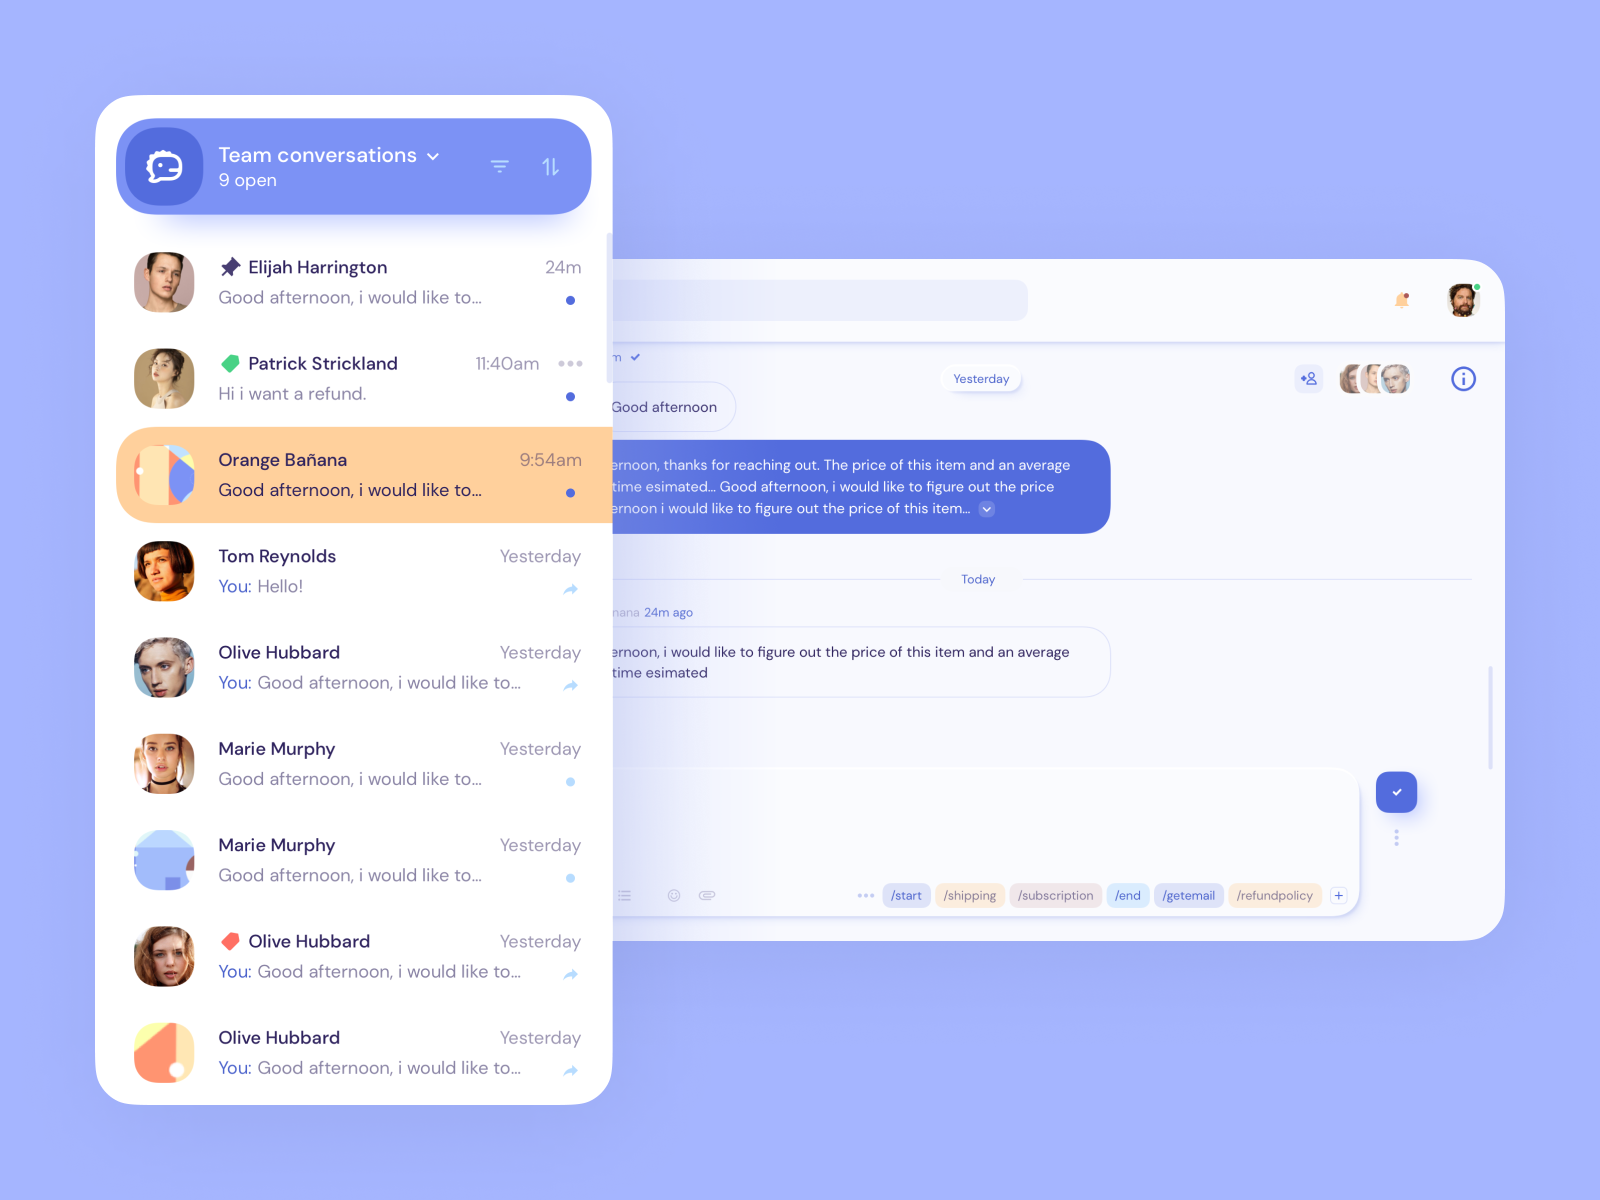 Team conversations
9 open
Elijah Harrington 24m
Good afternoon, i would like to...
Patrick Strickland 11:40am
Hi i want a refund.
Orange Bañana 9:54am
Good afternoon, i would like to...
Tom Reynolds Yesterday
You: Hello!
Olive Hubbard Yesterday
You: Good afternoon, i would like to...
Marie Murphy Yesterday
Good afternoon, i would like to...
Marie Murphy Yesterday
Good afternoon, i would like to...
Olive Hubbard Yesterday
You: Good afternoon, i would like to...
Olive Hubbard Yesterday
You: Good afternoon, i would like to...
m
Yesterday
Good afternoon
ernoon, thanks for reaching out. The price of this item and an average
time esimated... Good afternoon, i would like to figure out the price
ernoon i would like to figure out the price of this item...
Today
nana 24m ago
ernoon, i would like to figure out the price of this item and an average
time esimated
/start /shipping /subscription /end /getemail /refundpolicy +